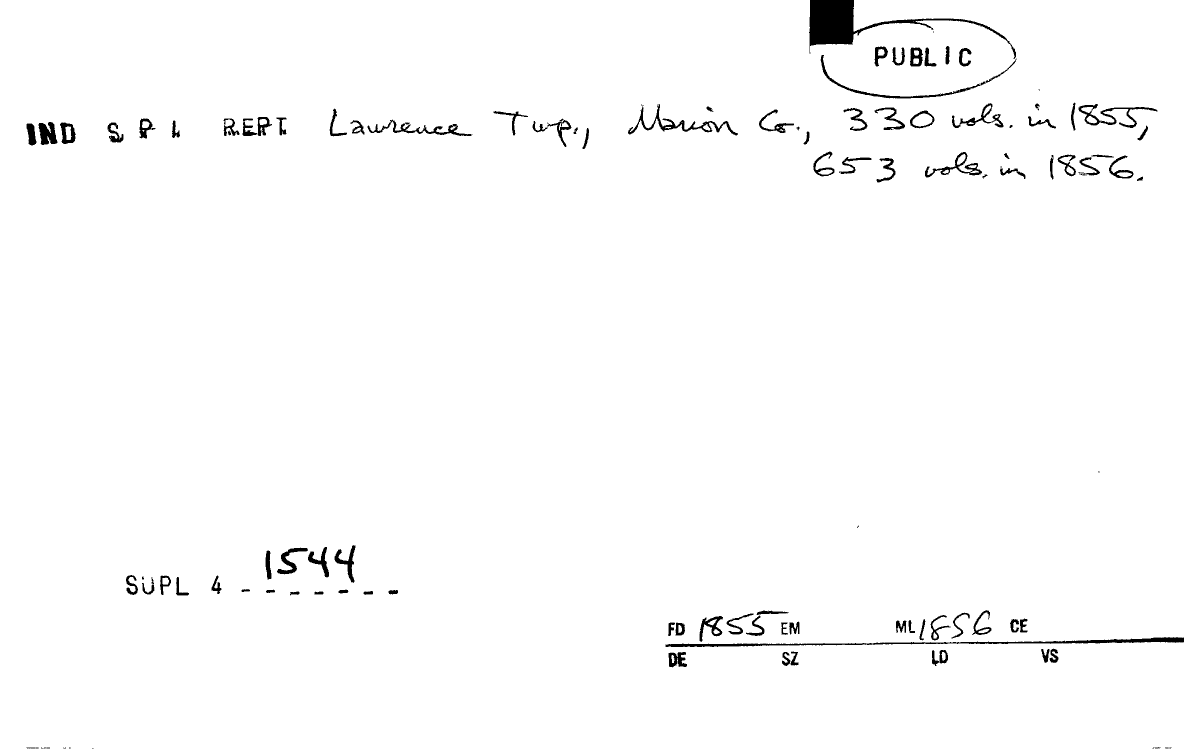 PUBLIC
IND S P I REPT Lawrence Twp., Marion Co., 330 vols. in 1855,
653 vols. in 1856.
1544
SUPL 4 - - - - - - -
FD 1855 EM ML 1856 CE
DE SZ LD VS